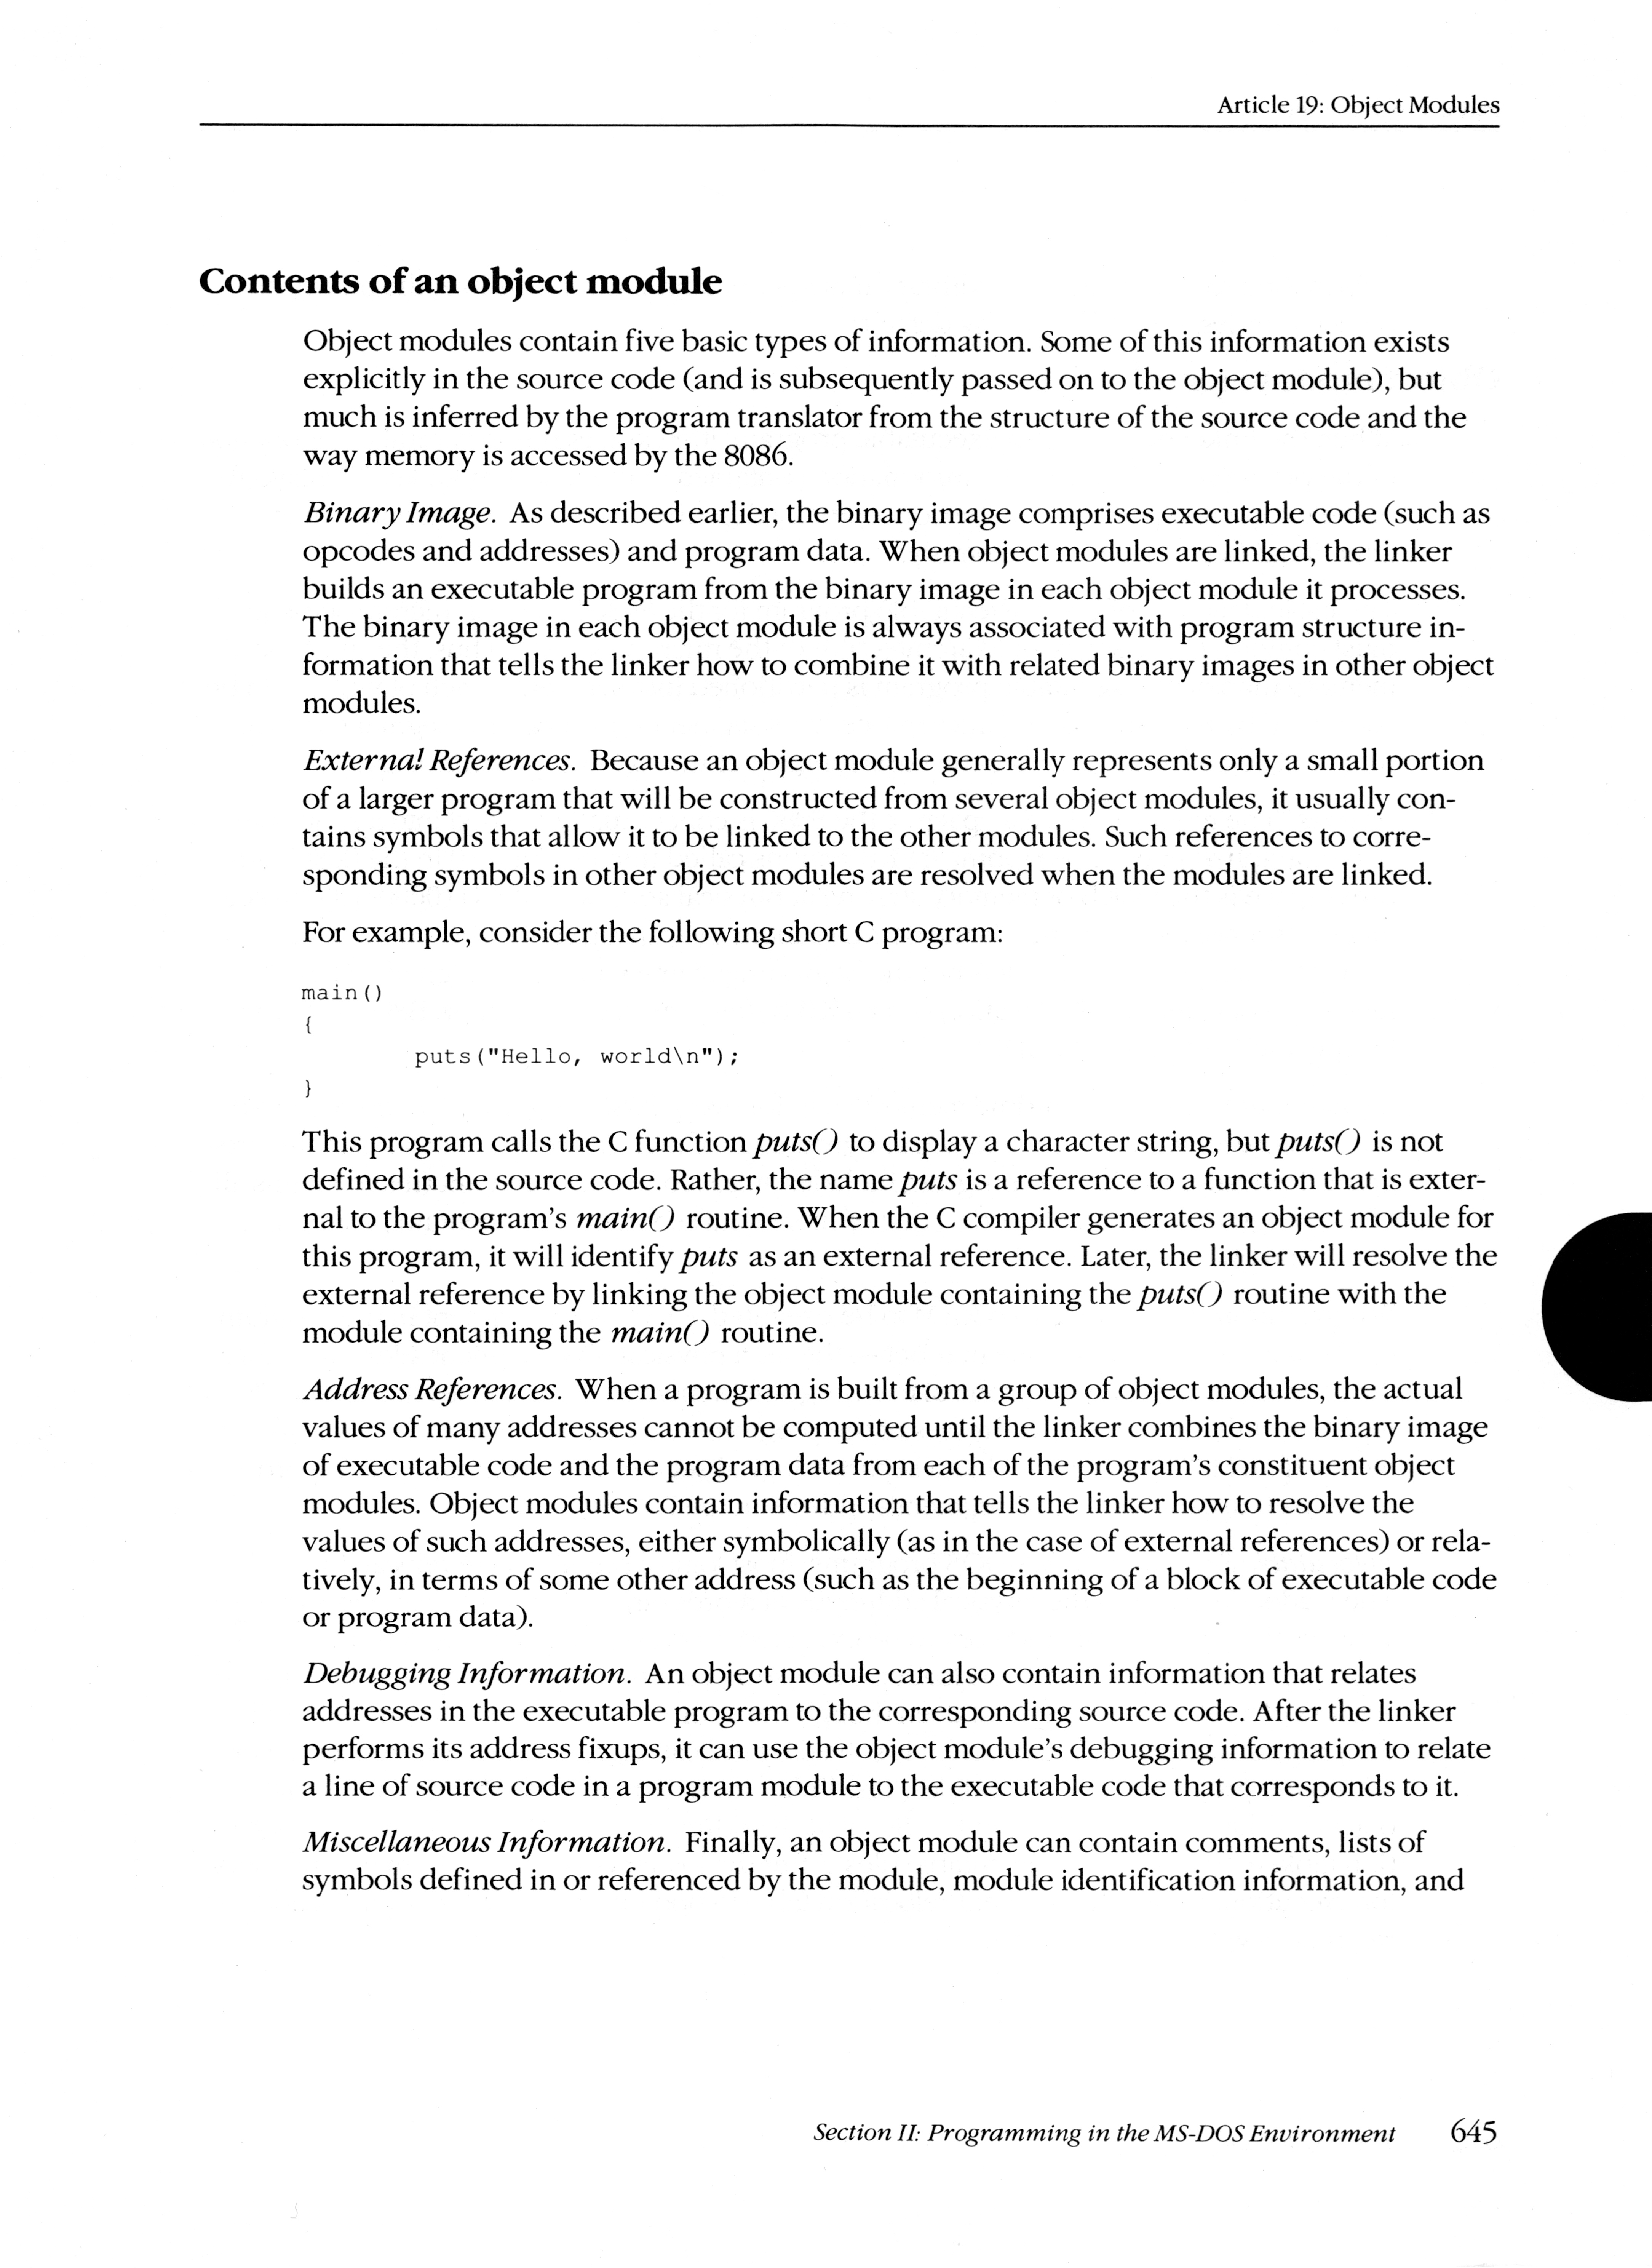 Article 19: Object Modules
Contents of an object module
Object modules contain five basic types of information. Some of this information exists
explicitly in the source code (and is subsequently passed on to the object module), but
much is inferred by the program translator from the structure of the source code and the
way memory is accessed by the 8086.
Binary Image. As described earlier, the binary image comprises executable code (such as
opcodes and addresses) and program data. When object modules are linked, the linker
builds an executable program from the binary image in each object module it processes.
The binary image in each object module is always associated with program structure in-
formation that tells the linker how to combine it with related binary images in other object
modules.
External References. Because an object module generally represents only a small portion
of a larger program that will be constructed from several object modules, it usually con-
tains symbols that allow it to be linked to the other modules. Such references to corre-
sponding symbols in other object modules are resolved when the modules are linked.
For example, consider the following short C program:
main()
{
puts("Hello, world\n");
}
This program calls the C function puts() to display a character string, but puts() is not
defined in the source code. Rather, the name puts is a reference to a function that is exter-
nal to the program's main() routine. When the C compiler generates an object module for
this program, it will identify puts as an external reference. Later, the linker will resolve the
external reference by linking the object module containing the puts() routine with the
module containing the main() routine.
Address References. When a program is built from a group of object modules, the actual
values of many addresses cannot be computed until the linker combines the binary image
of executable code and the program data from each of the program's constituent object
modules. Object modules contain information that tells the linker how to resolve the
values of such addresses, either symbolically (as in the case of external references) or rela-
tively, in terms of some other address (such as the beginning of a block of executable code
or program data).
Debugging Information. An object module can also contain information that relates
addresses in the executable program to the corresponding source code. After the linker
performs its address fixups, it can use the object module's debugging information to relate
a line of source code in a program module to the executable code that corresponds to it.
Miscellaneous Information. Finally, an object module can contain comments, lists of
symbols defined in or referenced by the module, module identification information, and
Section II: Programming in the MS-DOS Environment 645